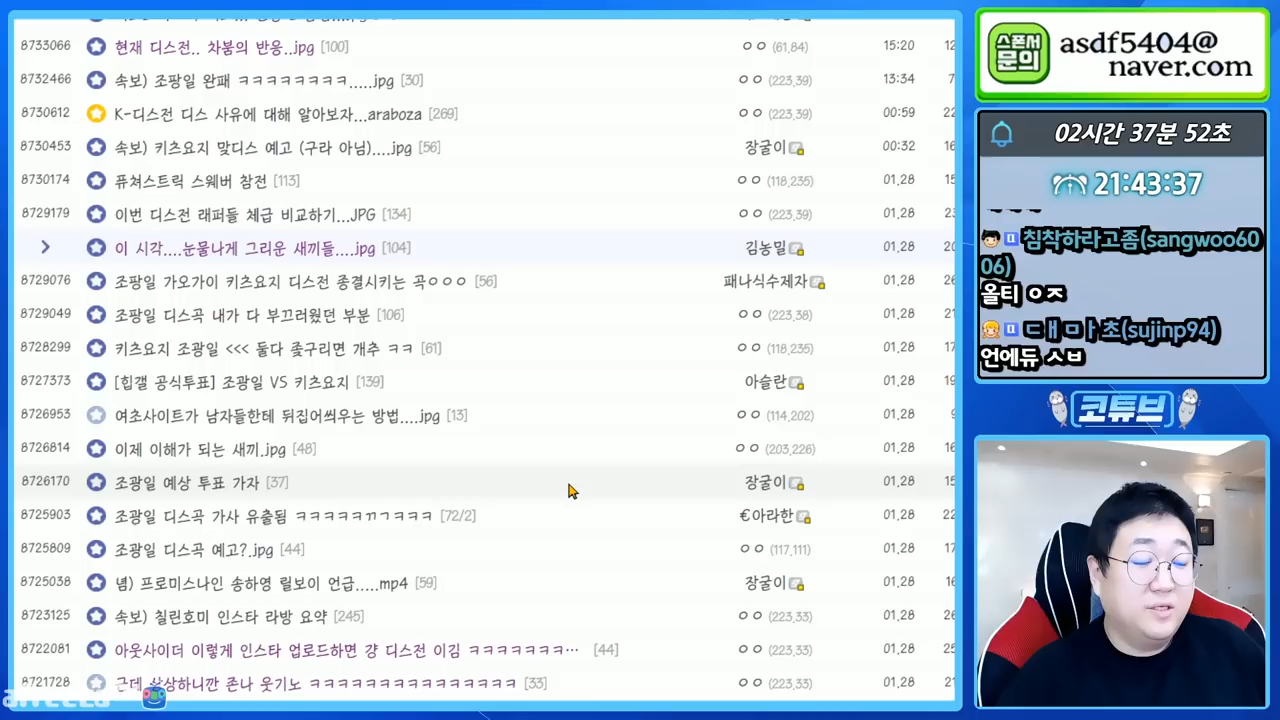 8733066 현재 디스전.. 차붐의 반응..jpg [100] ㅇㅇ (61,84) 15:20
8732466 속보) 조팡일 완패 ㅋㅋㅋㅋㅋㅋㅋㅋ.....jpg [30] ㅇㅇ (223,39) 13:34
8730612 K-디스전 디스 사유에 대해 알아보자...araboza [269] ㅇㅇ (223,39) 00:59
8730453 속보) 키츠요지 맞디스 예고 (구라 아님)....jpg [56] 장굴이 00:32
8730174 퓨쳐스트릭 스웨버 참전 [113] ㅇㅇ (118,235) 01.28
8729179 이번 디스전 래퍼들 체급 비교하기...JPG [134] ㅇㅇ (223,39) 01.28
이 시각....눈물나게 그리운 새끼들....jpg [104] 김농밀 01.28
8729076 조팡일 가오가이 키츠요지 디스전 종결시키는 곡ㅇㅇㅇ [56] 패나식수제자 01.28
8729049 조팡일 디스곡 내가 다 부끄러웠던 부분 [106] ㅇㅇ (223,38) 01.28
8728299 키츠요지 조광일 <<< 둘다 좆구리면 개추 ㅋㅋ [61] ㅇㅇ (118,235) 01.28
8727373 [힙갤 공식투표] 조광일 VS 키츠요지 [139] 아슬란 01.28
8726953 여초사이트가 남자들한테 뒤집어씌우는 방법....jpg [13] ㅇㅇ (114,202) 01.28
8726814 이제 이해가 되는 새끼.jpg [48] ㅇㅇ (203,226) 01.28
8726170 조광일 예상 투표 가자 [37] 장굴이 01.28
8725903 조광일 디스곡 가사 유출됨 ㅋㅋㅋㅋㅋㄲㄱㅋㅋㅋ [72/2] €아라한 01.28
8725809 조광일 디스곡 예고?.jpg [44] ㅇㅇ (117,111) 01.28
8725038 념) 프로미스나인 송하영 릴보이 언급.....mp4 [59] 장굴이 01.28
8723125 속보) 칠린호미 인스타 라방 요약 [245] ㅇㅇ (223,33) 01.28
8722081 아웃사이더 이렇게 인스타 업로드하면 걍 디스전 이김 ㅋㅋㅋㅋㅋㅋㅋ… [44] ㅇㅇ (223,33) 01.28
8721728 근데 상상하니깐 존나 웃기노 ㅋㅋㅋㅋㅋㅋㅋㅋㅋㅋㅋㅋㅋㅋㅋ [33] ㅇㅇ (223,33) 01.28
스폰서
문의
asdf5404@
naver.com
02시간 37분 52초
21:43:37
침착하라고좀(sangwoo60
06)
올티 ㅇㅈ
ㄷㅐㅁㅏ초(sujinp94)
언에듀 ㅅㅂ
코튜브